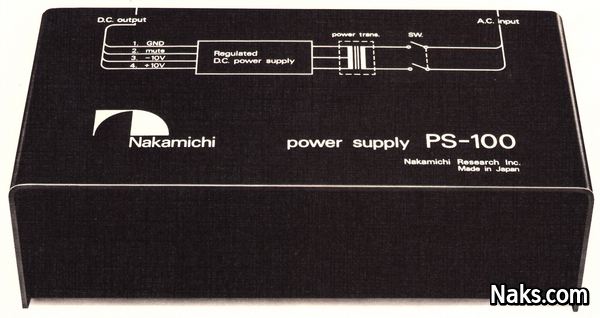 D.C. output
A.C. input
power trans.
SW.
1. GND
2. mute
3. -10V
4. +10V
Regulated
D.C. power supply
Nakamichi
power supply PS-100
Nakamichi Research Inc.
Made in Japan
Naks.com